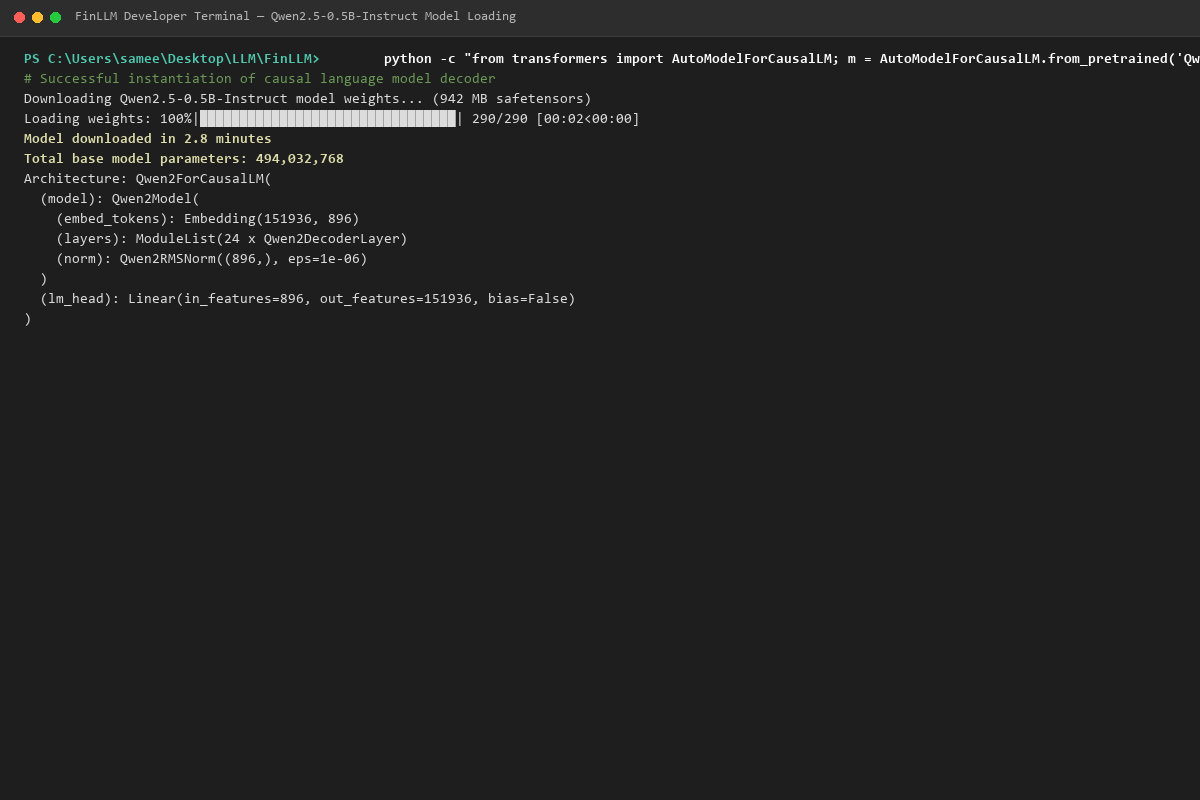 FinLLM Developer Terminal — Qwen2.5-0.5B-Instruct Model Loading
PS C:\Users\samee\Desktop\LLM\FinLLM> python -c "from transformers import AutoModelForCausalLM; m = AutoModelForCausalLM.from_pretrained('Qw
# Successful instantiation of causal language model decoder
Downloading Qwen2.5-0.5B-Instruct model weights... (942 MB safetensors)
Loading weights: 100%|████████████████████████████████| 290/290 [00:02<00:00]
Model downloaded in 2.8 minutes
Total base model parameters: 494,032,768
Architecture: Qwen2ForCausalLM(
  (model): Qwen2Model(
    (embed_tokens): Embedding(151936, 896)
    (layers): ModuleList(24 x Qwen2DecoderLayer)
    (norm): Qwen2RMSNorm((896,), eps=1e-06)
  )
  (lm_head): Linear(in_features=896, out_features=151936, bias=False)
)